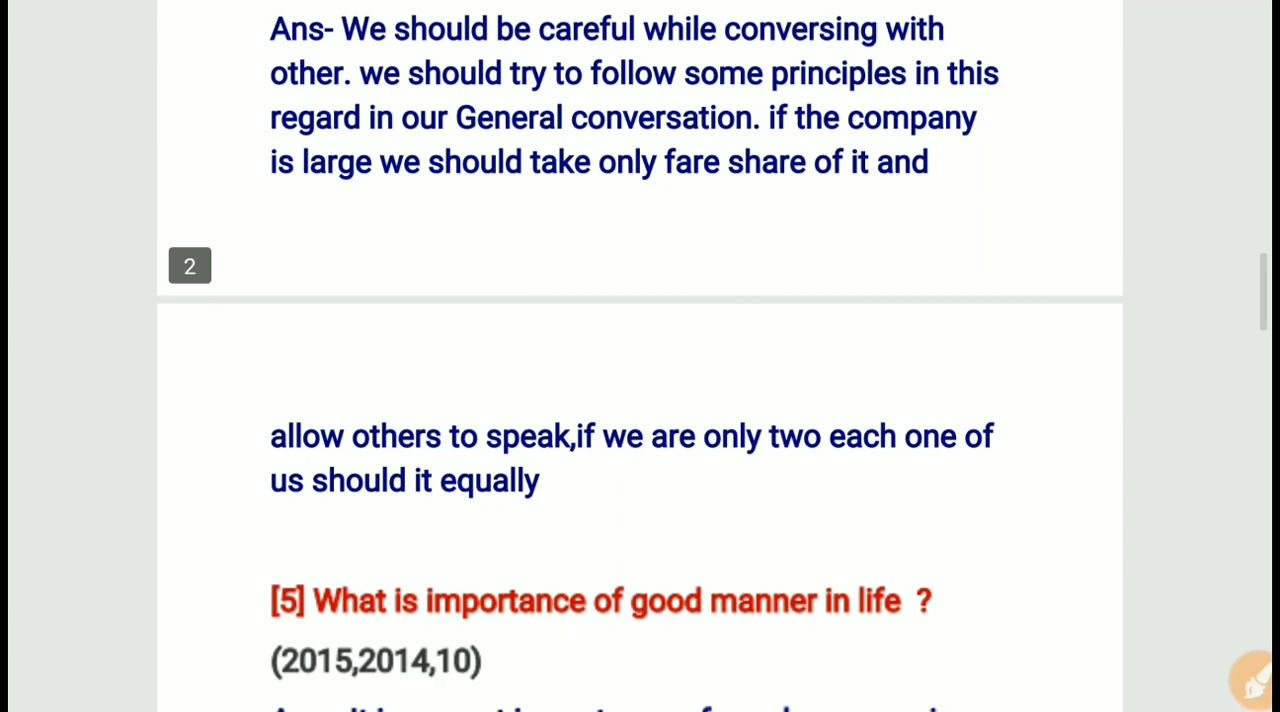 Ans- We should be careful while conversing with
other. we should try to follow some principles in this
regard in our General conversation. if the company
is large we should take only fare share of it and
2
allow others to speak,if we are only two each one of
us should it equally
[5] What is importance of good manner in life ?
(2015,2014,10)